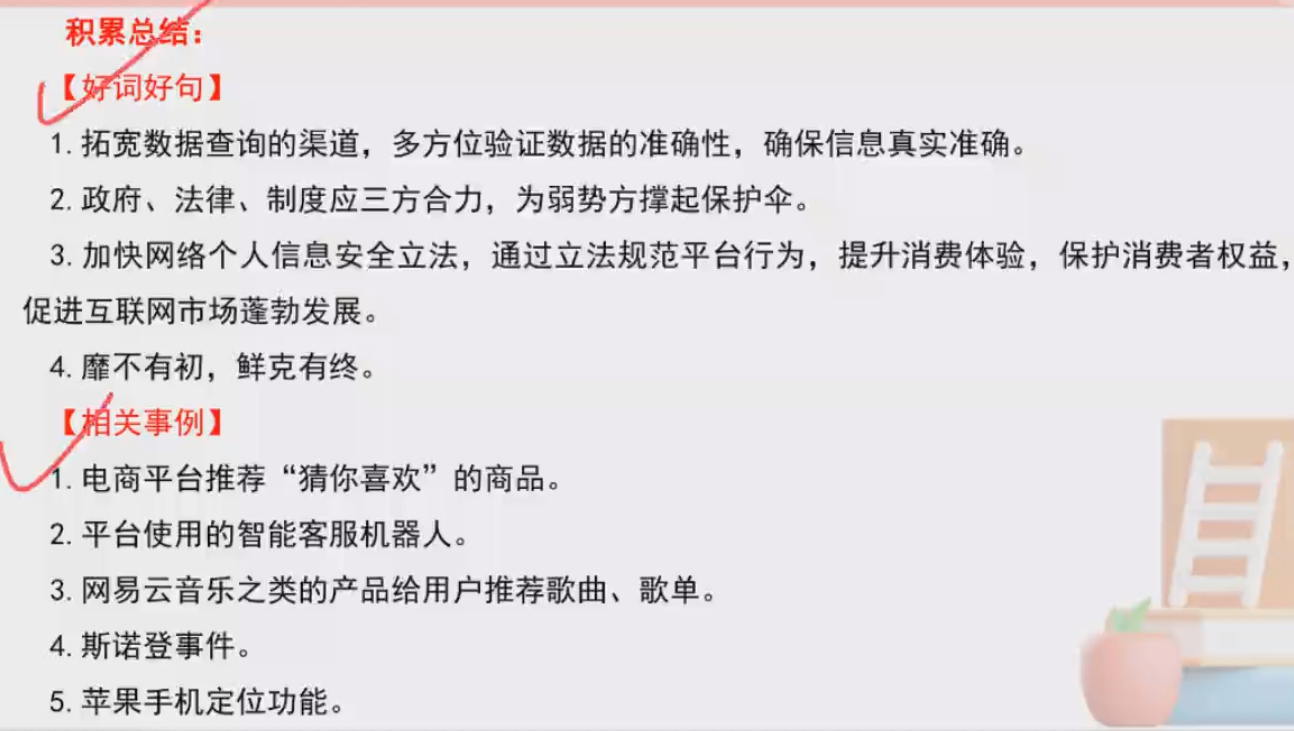 积累总结：
【好词好句】
1. 拓宽数据查询的渠道，多方位验证数据的准确性，确保信息真实准确。
2. 政府、法律、制度应三方合力，为弱势方撑起保护伞。
3. 加快网络个人信息安全立法，通过立法规范平台行为，提升消费体验，保护消费者权益，
促进互联网市场蓬勃发展。
4. 靡不有初，鲜克有终。
【相关事例】
1. 电商平台推荐“猜你喜欢”的商品。
2. 平台使用的智能客服机器人。
3. 网易云音乐之类的产品给用户推荐歌曲、歌单。
4. 斯诺登事件。
5. 苹果手机定位功能。